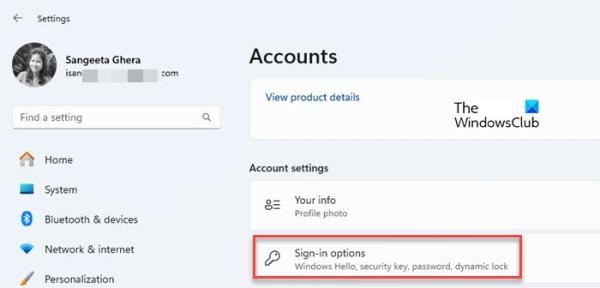 Settings
Sangeeta Ghera
isan com
Find a setting
Home
System
Bluetooth & devices
Network & internet
Personalization
Accounts
View product details
The
WindowsClub
Account settings
Your info
Profile photo
Sign-in options
Windows Hello, security key, password, dynamic lock